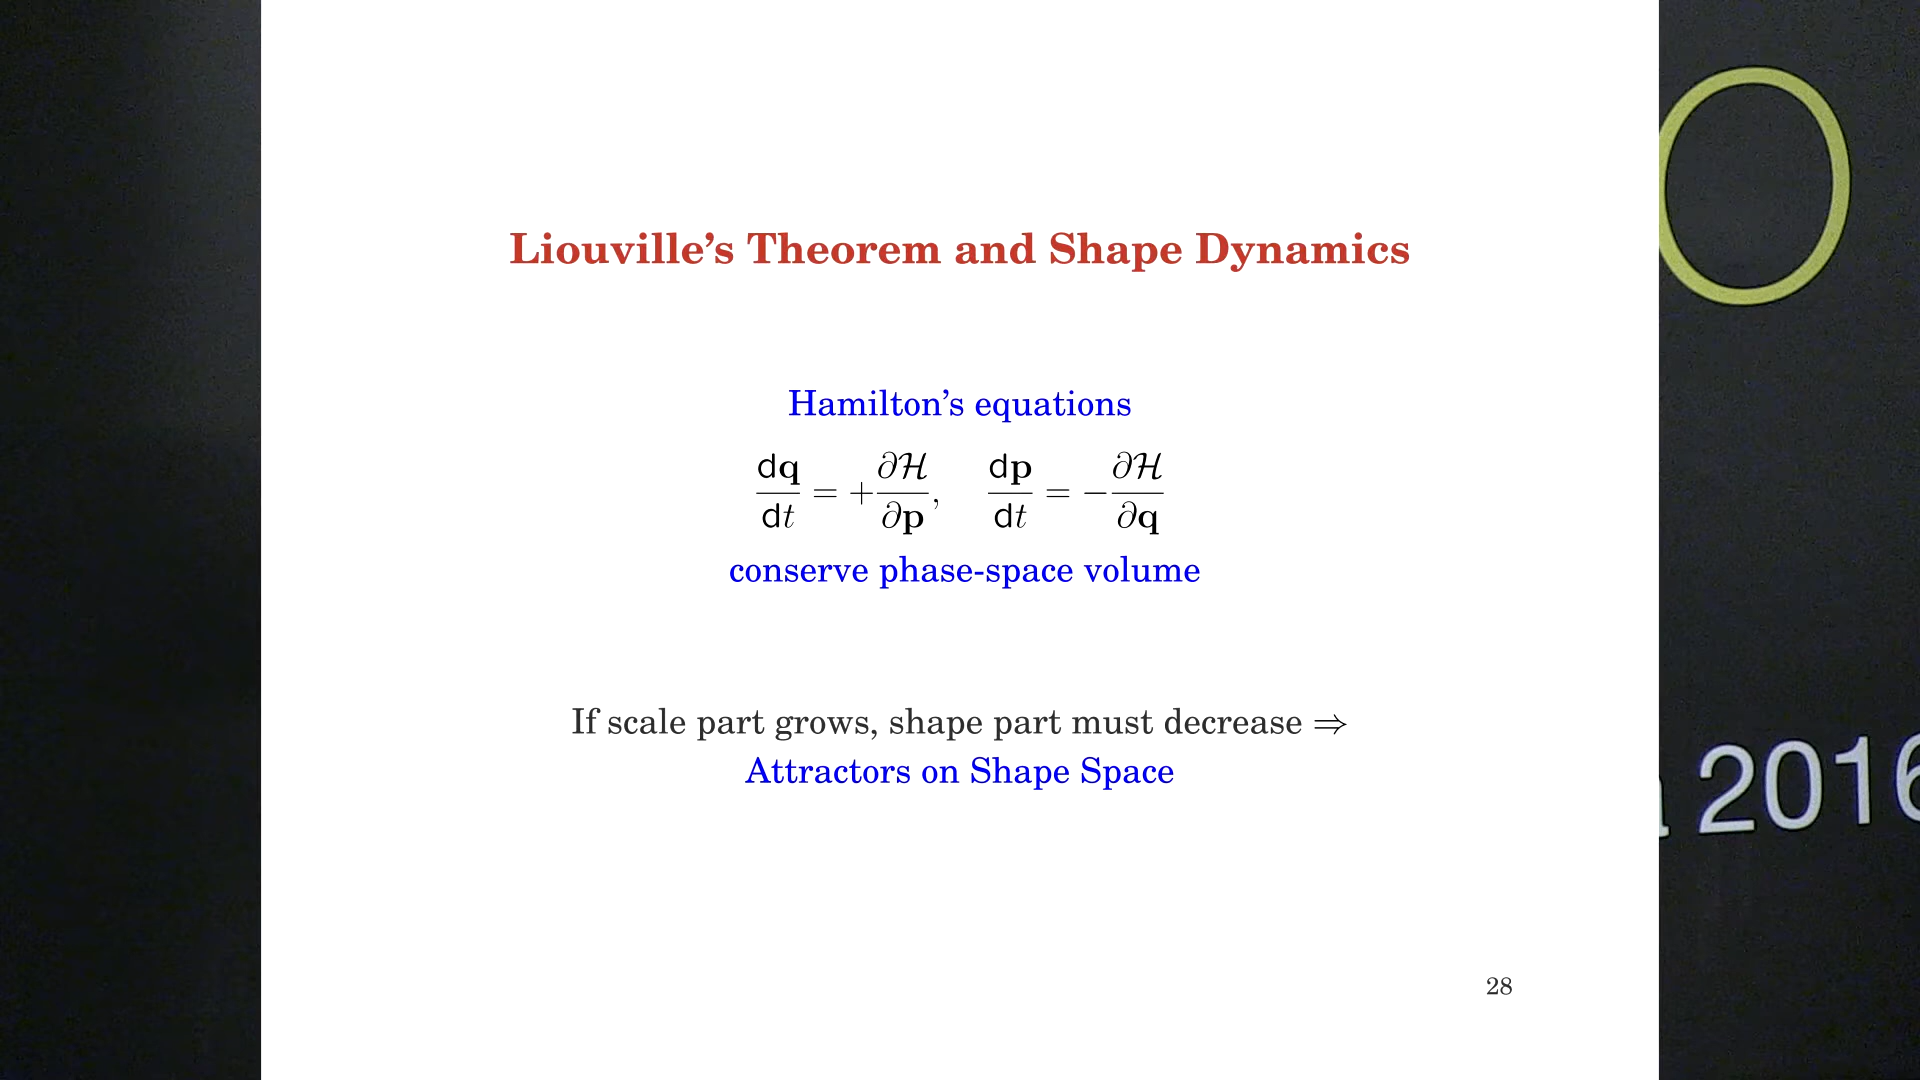 Liouville's Theorem and Shape Dynamics
Hamilton's equations
d𝐪/dt = +∂ℋ/∂𝐩, d𝐩/dt = −∂ℋ/∂𝐪
conserve phase-space volume
If scale part grows, shape part must decrease ⇒
Attractors on Shape Space
28
O
2016